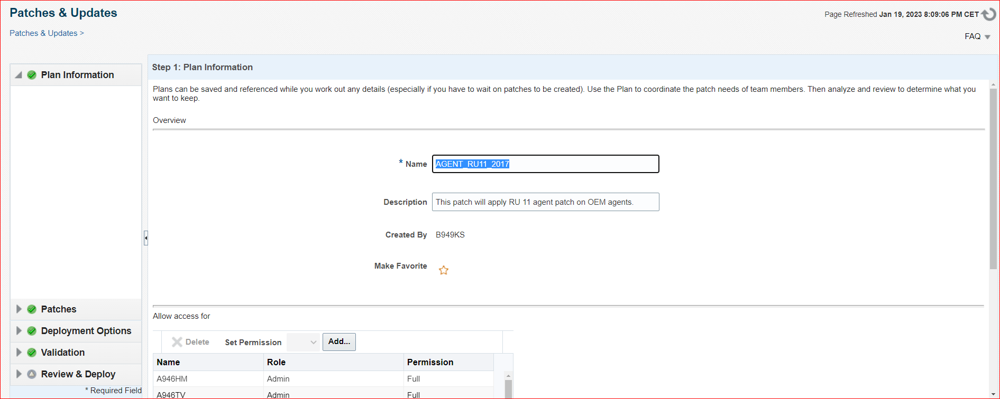 Patches & Updates
Page Refreshed Jan 19, 2023 8:09:06 PM CET
Patches & Updates >
FAQ
Plan Information
Patches
Deployment Options
Validation
Review & Deploy
* Required Field
Step 1: Plan Information
Plans can be saved and referenced while you work out any details (especially if you have to wait on patches to be created). Use the Plan to coordinate the patch needs of team members. Then analyze and review to determine what you
want to keep.
Overview
* Name AGENT_RU11_2017
Description This patch will apply RU 11 agent patch on OEM agents.
Created By B949KS
Make Favorite
Allow access for
Delete Set Permission Add...
Name Role Permission
A946HM Admin Full
A946TV Admin Full